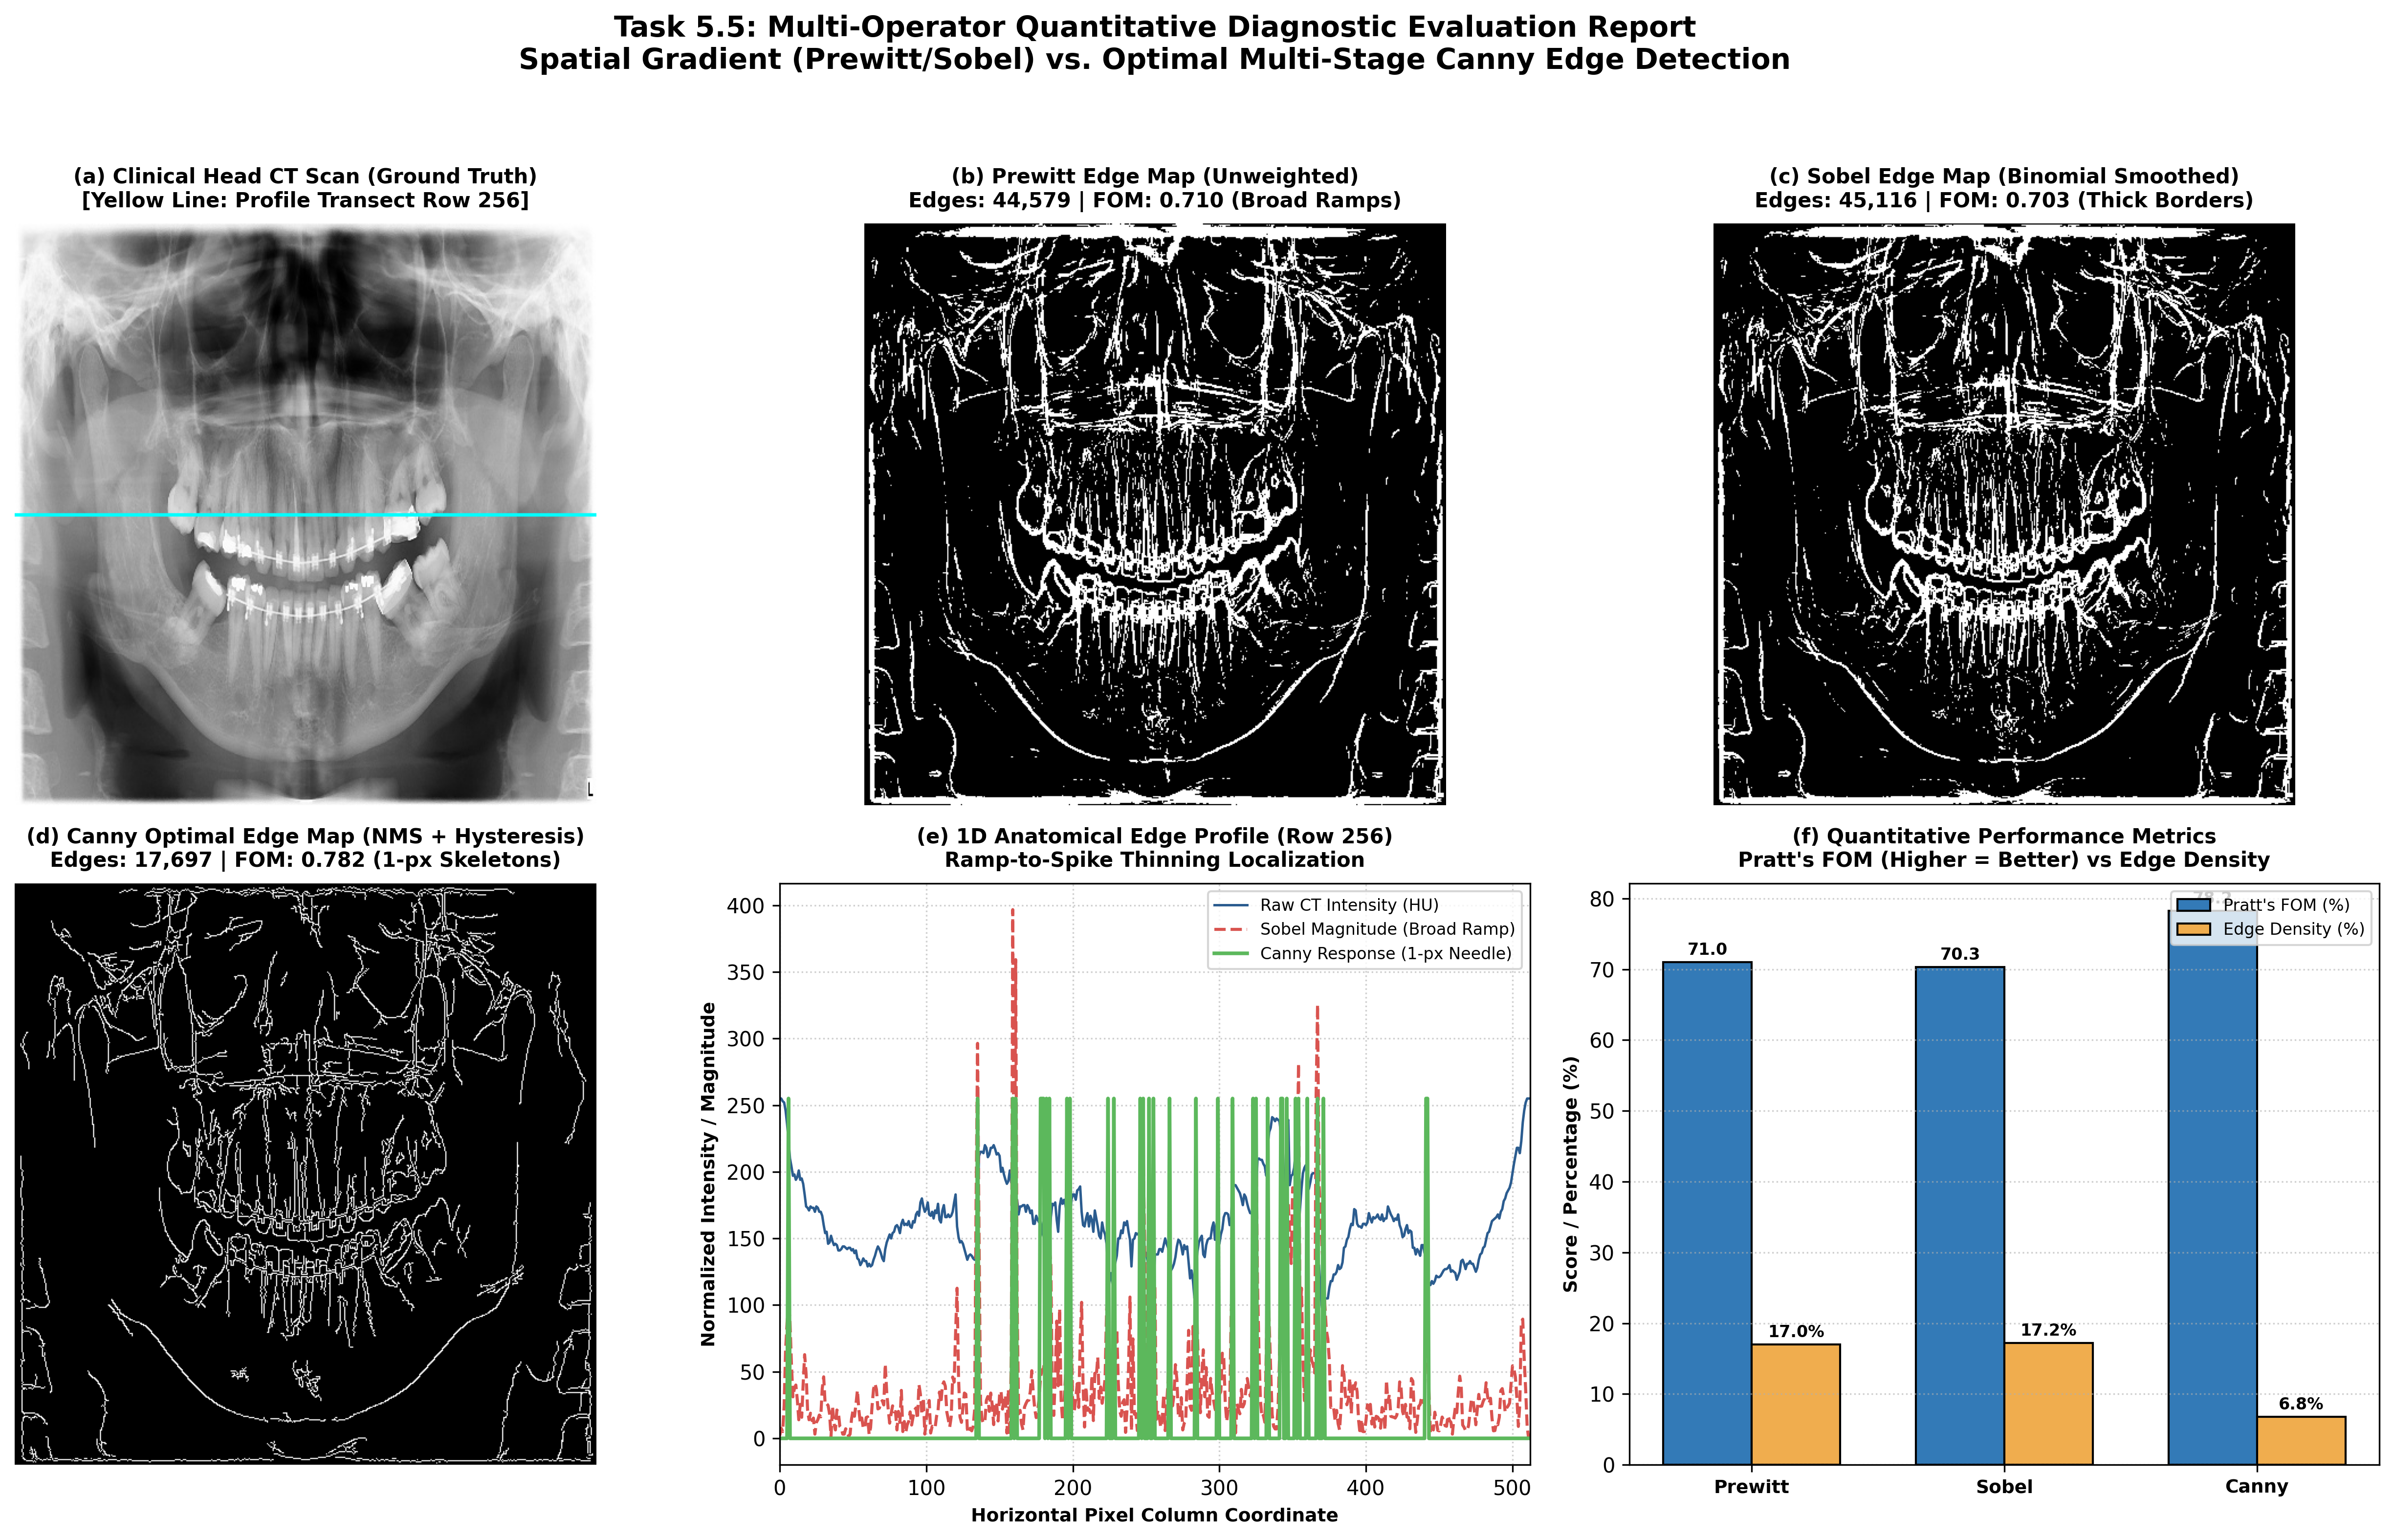 Task 5.5: Multi-Operator Quantitative Diagnostic Evaluation Report
Spatial Gradient (Prewitt/Sobel) vs. Optimal Multi-Stage Canny Edge Detection
(a) Clinical Head CT Scan (Ground Truth)
[Yellow Line: Profile Transect Row 256]
L
(b) Prewitt Edge Map (Unweighted)
Edges: 44,579 | FOM: 0.710 (Broad Ramps)
(c) Sobel Edge Map (Binomial Smoothed)
Edges: 45,116 | FOM: 0.703 (Thick Borders)
(d) Canny Optimal Edge Map (NMS + Hysteresis)
Edges: 17,697 | FOM: 0.782 (1-px Skeletons)
(e) 1D Anatomical Edge Profile (Row 256)
Ramp-to-Spike Thinning Localization
Normalized Intensity / Magnitude
400
350
300
250
200
150
100
50
0
Raw CT Intensity (HU)
Sobel Magnitude (Broad Ramp)
Canny Response (1-px Needle)
0 100 200 300 400 500
Horizontal Pixel Column Coordinate
(f) Quantitative Performance Metrics
Pratt's FOM (Higher = Better) vs Edge Density
Score / Percentage (%)
80
70
60
50
40
30
20
10
0
78.2
Pratt's FOM (%)
Edge Density (%)
71.0
70.3
17.0%
17.2%
6.8%
Prewitt Sobel Canny